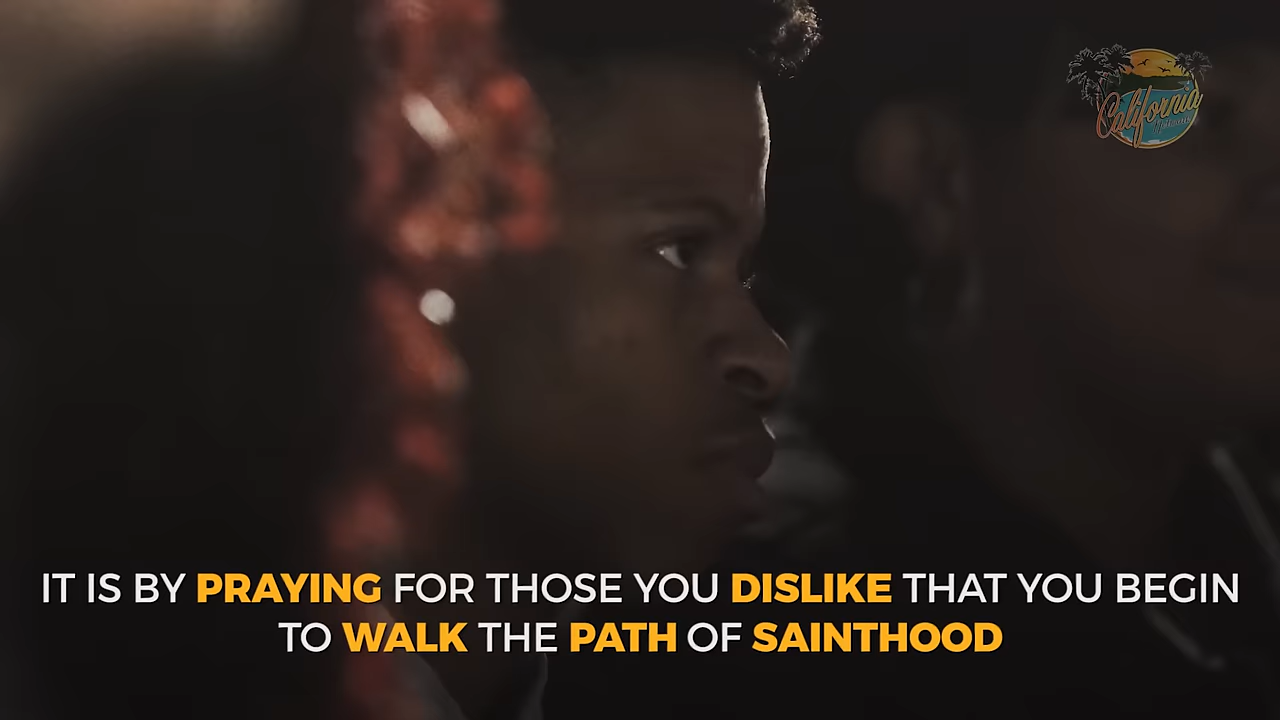 California
IT IS BY PRAYING FOR THOSE YOU DISLIKE THAT YOU BEGIN
TO WALK THE PATH OF SAINTHOOD